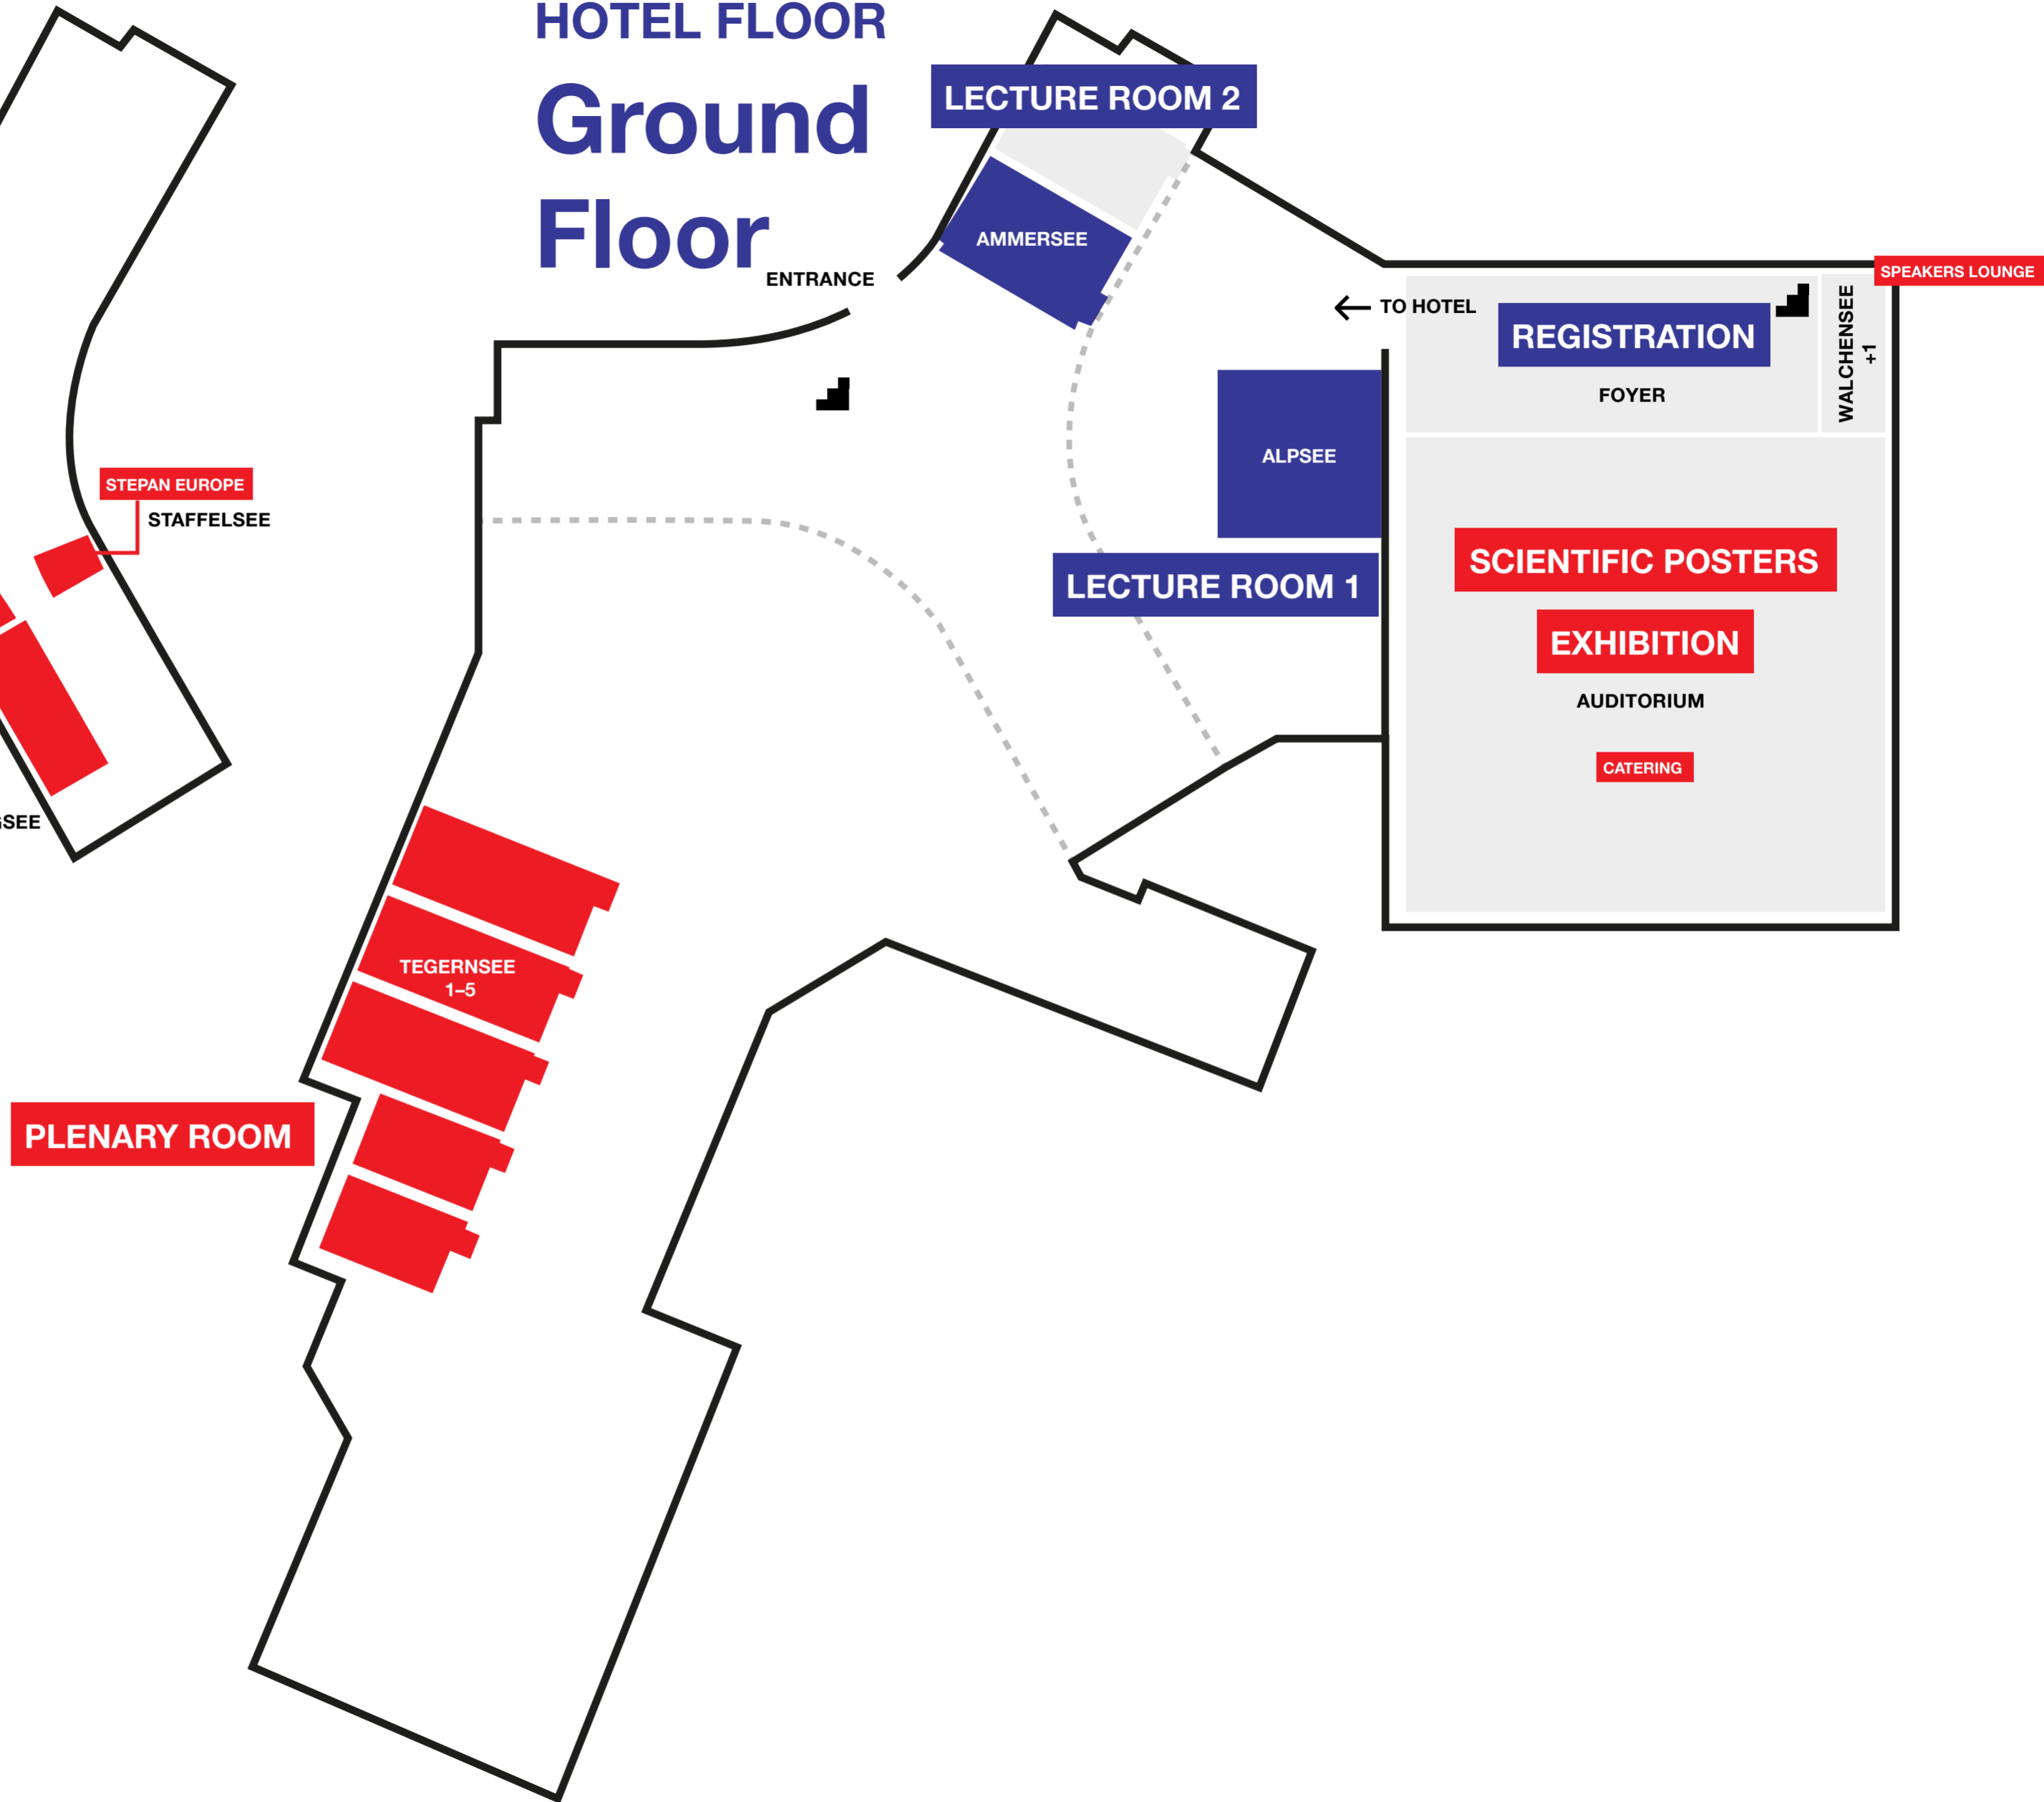 HOTEL FLOOR
Ground
Floor
LECTURE ROOM 2
AMMERSEE
ENTRANCE
SPEAKERS LOUNGE
TO HOTEL
REGISTRATION
FOYER
WALCHENSEE
+1
ALPSEE
STEPAN EUROPE
STAFFELSEE
LECTURE ROOM 1
SCIENTIFIC POSTERS
EXHIBITION
AUDITORIUM
CATERING
TEGERNSEE
1–5
PLENARY ROOM